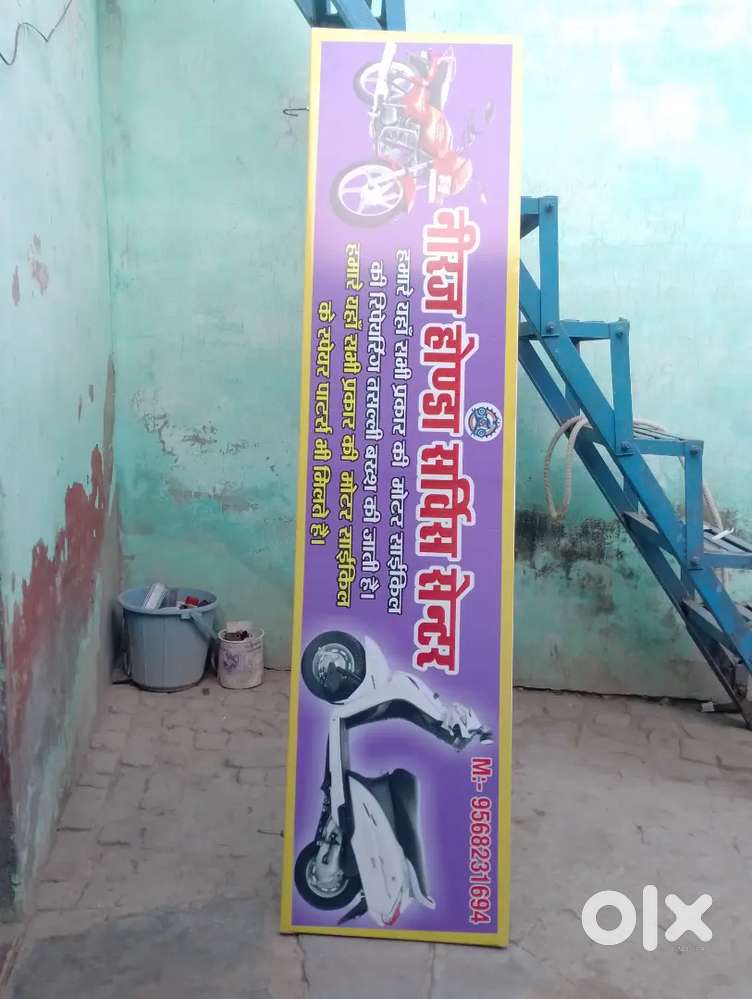 नीरज होण्डा सर्विस सेन्टर
हमारे यहाँ सभी प्रकार की मोटर साईकिल
की रिपेयरिंग तसल्ली बख्श की जाती है।
हमारे यहाँ सभी प्रकार की मोटर साईकिल
के स्पेयर पार्टस भी मिलते है।
M:- 9568231694
olx